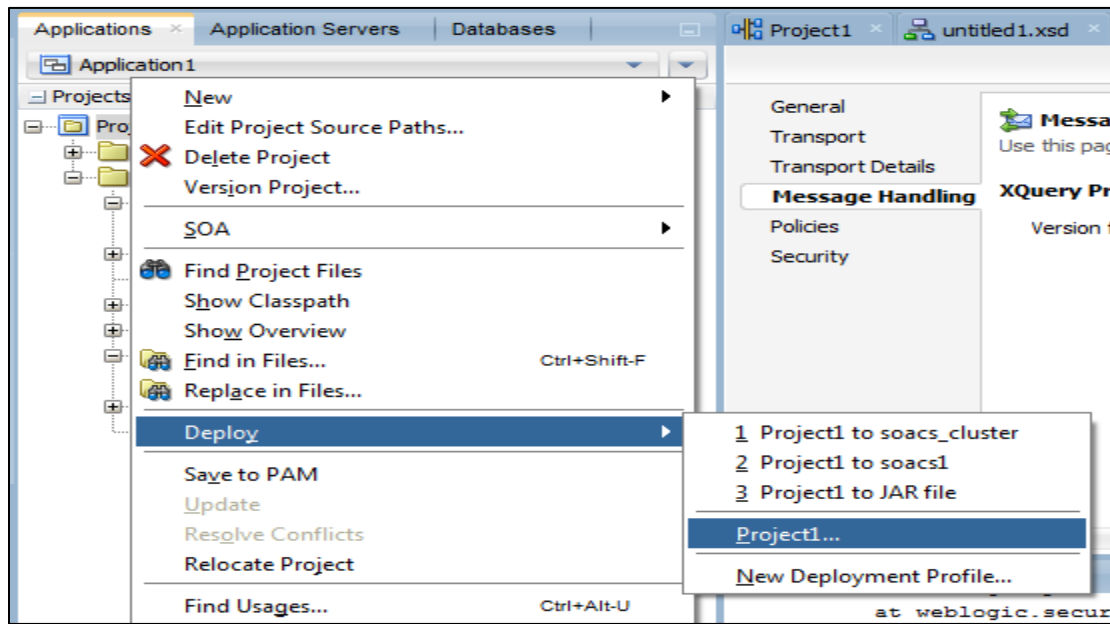 Applications Application Servers Databases
Project1 untitled1.xsd
Application1
Projects
New
Edit Project Source Paths...
Delete Project
Version Project...
SOA
Find Project Files
Show Classpath
Show Overview
Find in Files... Ctrl+Shift-F
Replace in Files...
Deploy
Save to PAM
Update
Resolve Conflicts
Relocate Project
Find Usages... Ctrl+Alt-U
1 Project1 to soacs_cluster
2 Project1 to soacs1
3 Project1 to JAR file
Project1...
New Deployment Profile...
General
Transport
Transport Details
Message Handling
Policies
Security
Messa
Use this pag
XQuery Pr
Version
at weblogic.secur